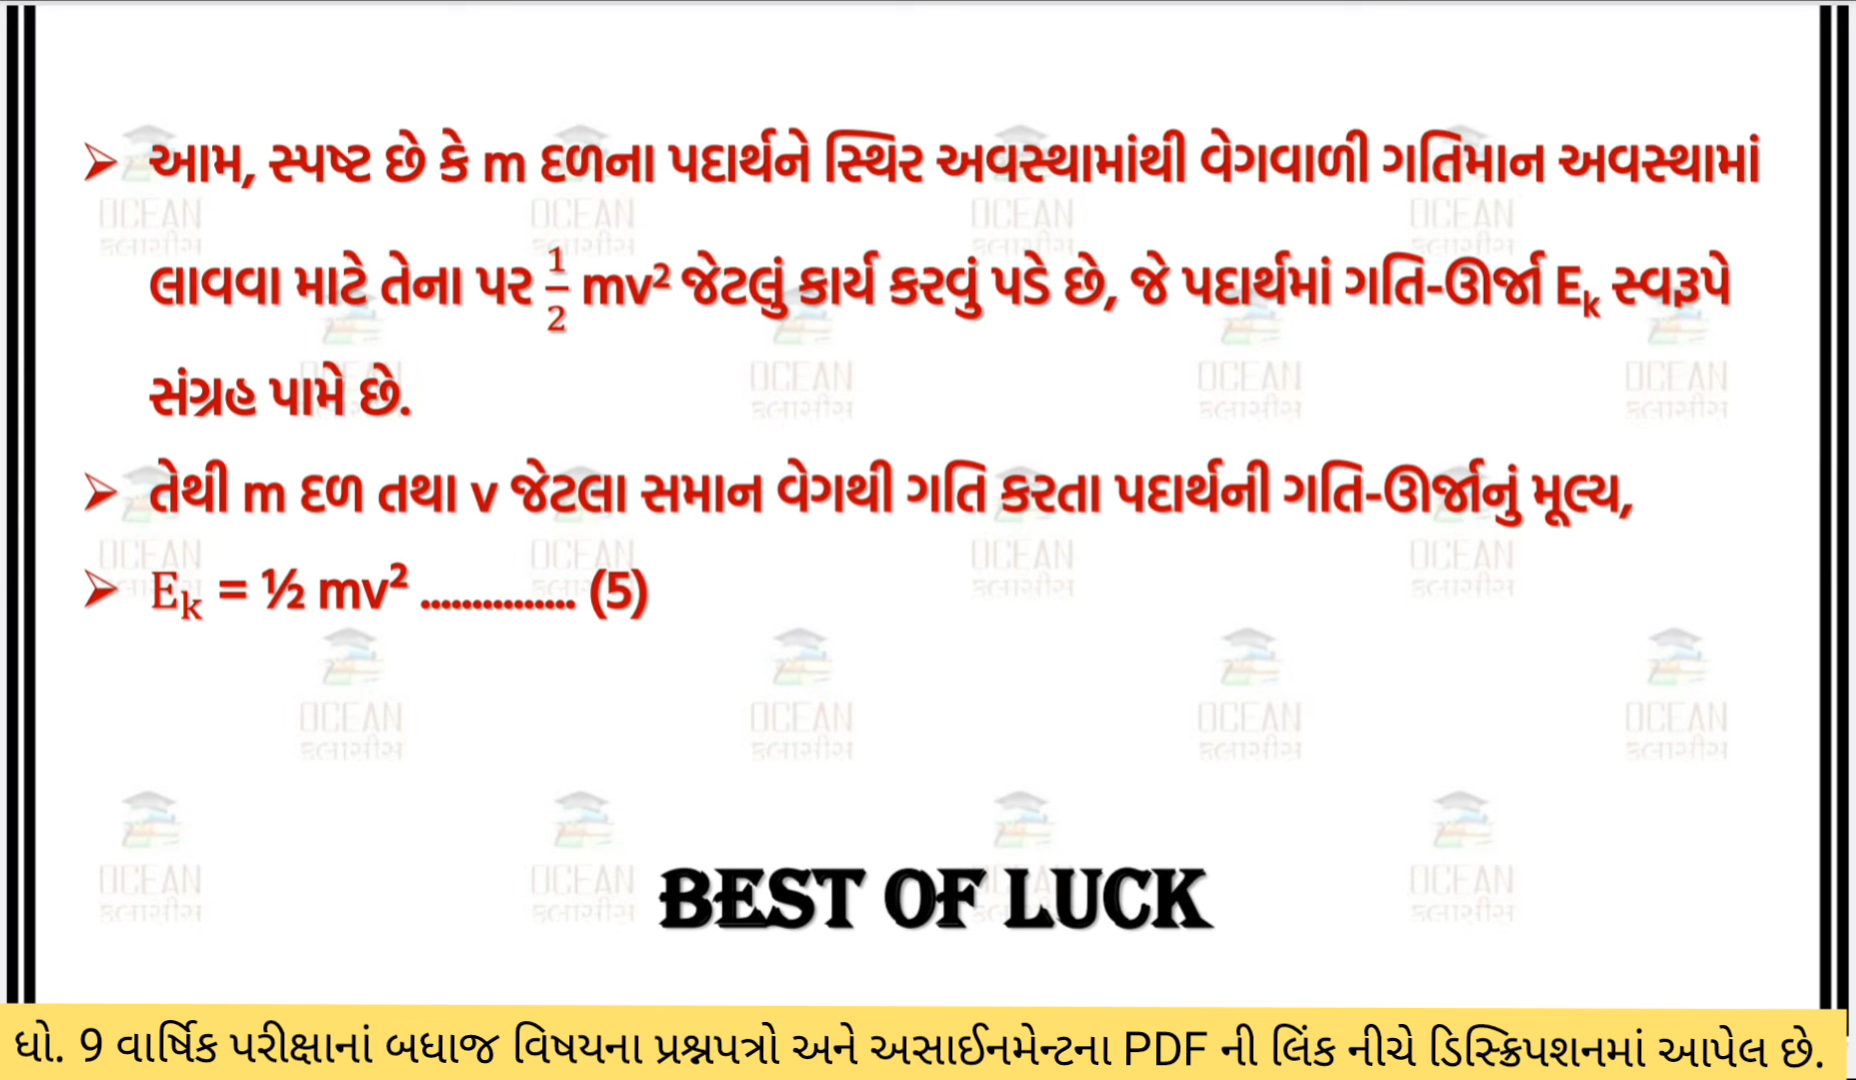 ➢ આમ, સ્પષ્ટ છે કે m દળના પદાર્થને સ્થિર અવસ્થામાંથી વેગવાળી ગતિમાન અવસ્થામાં
લાવવા માટે તેના પર 1/2 mv² જેટલું કાર્ય કરવું પડે છે, જે પદાર્થમાં ગતિ-ઊર્જા Eₖ સ્વરૂપે
સંગ્રહ પામે છે.
➢ તેથી m દળ તથા v જેટલા સમાન વેગથી ગતિ કરતા પદાર્થની ગતિ-ઊર્જાનું મૂલ્ય,
➢ Eₖ = ½ mv² ............... (5)
OCEAN
ક્લાસીસ
BEST OF LUCK
ધો. 9 વાર્ષિક પરીક્ષાનાં બધાજ વિષયના પ્રશ્નપત્રો અને અસાઈનમેન્ટના PDF ની લિંક નીચે ડિસ્ક્રિપશનમાં આપેલ છે.